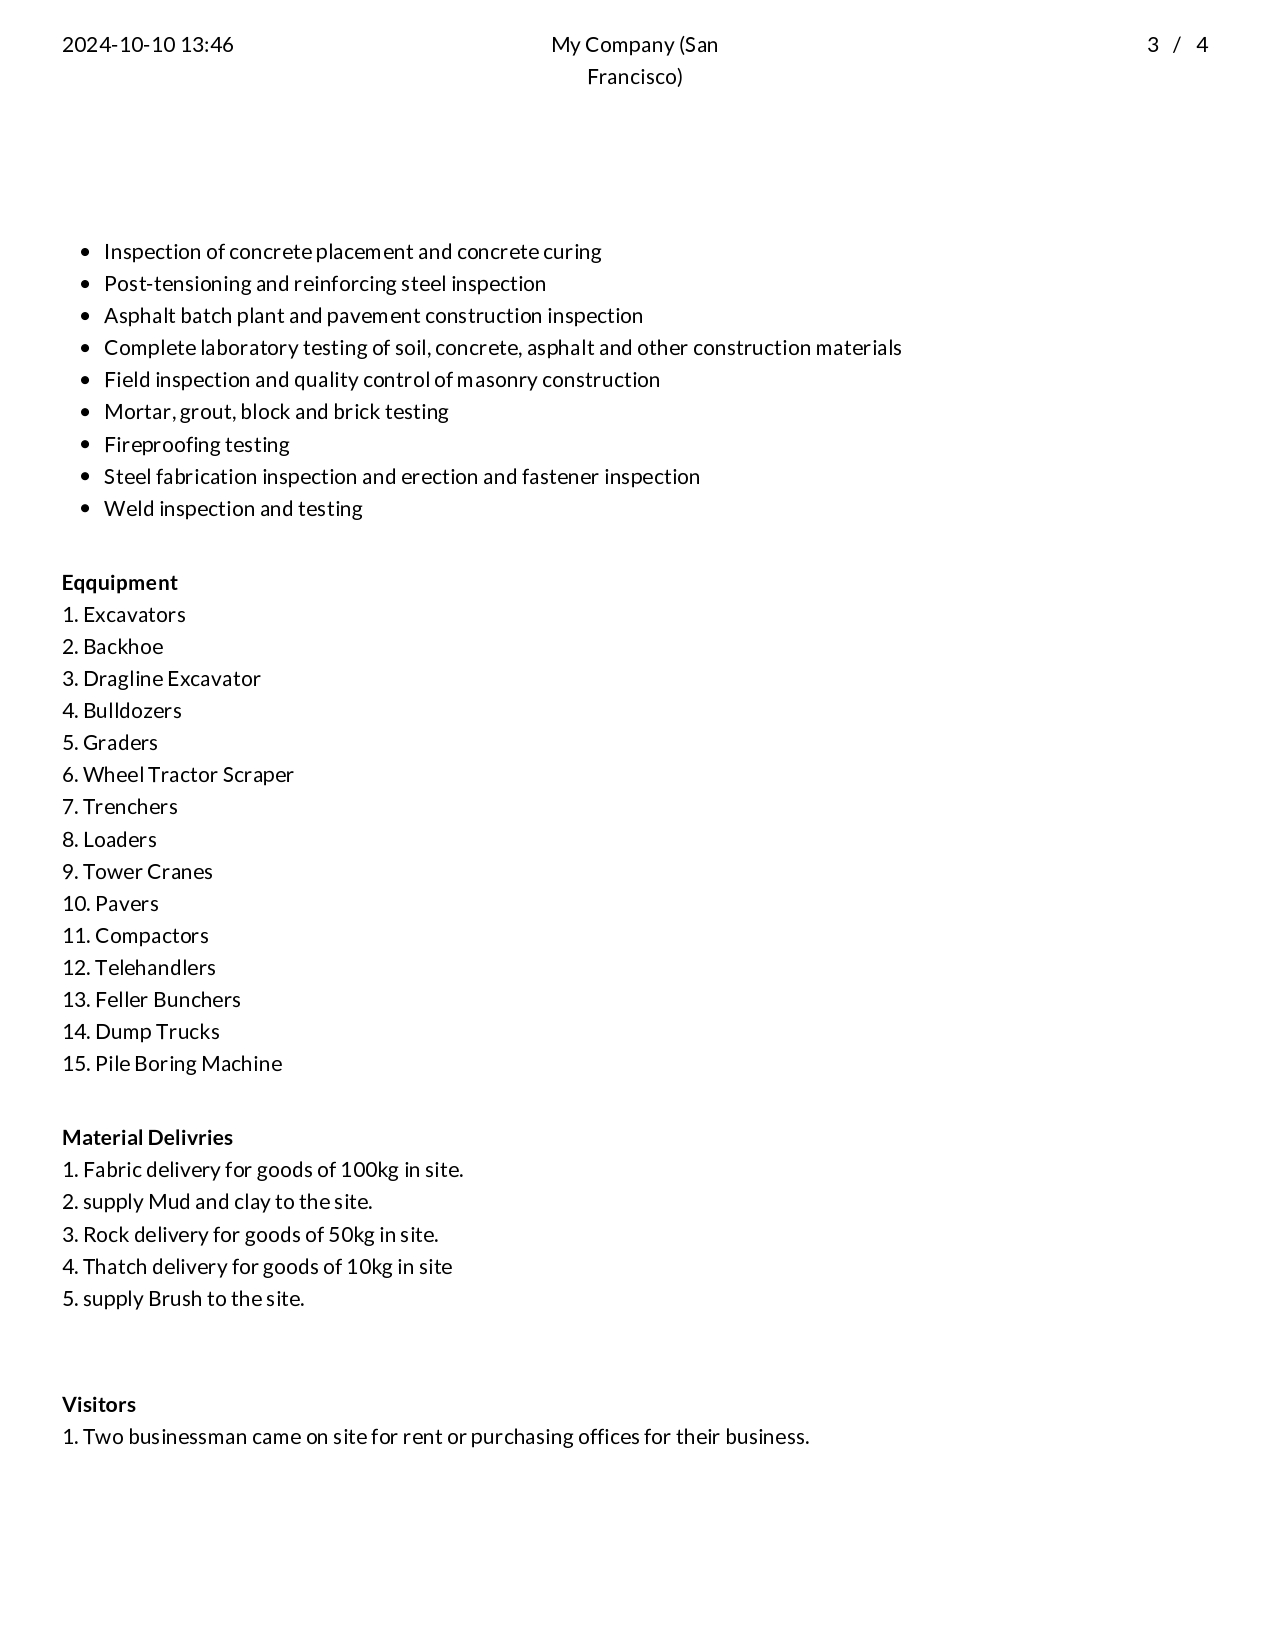 2024-10-10 13:46
My Company (San
Francisco)
3 / 4
• Inspection of concrete placement and concrete curing
• Post-tensioning and reinforcing steel inspection
• Asphalt batch plant and pavement construction inspection
• Complete laboratory testing of soil, concrete, asphalt and other construction materials
• Field inspection and quality control of masonry construction
• Mortar, grout, block and brick testing
• Fireproofing testing
• Steel fabrication inspection and erection and fastener inspection
• Weld inspection and testing
Eqquipment
1. Excavators
2. Backhoe
3. Dragline Excavator
4. Bulldozers
5. Graders
6. Wheel Tractor Scraper
7. Trenchers
8. Loaders
9. Tower Cranes
10. Pavers
11. Compactors
12. Telehandlers
13. Feller Bunchers
14. Dump Trucks
15. Pile Boring Machine
Material Delivries
1. Fabric delivery for goods of 100kg in site.
2. supply Mud and clay to the site.
3. Rock delivery for goods of 50kg in site.
4. Thatch delivery for goods of 10kg in site
5. supply Brush to the site.
Visitors
1. Two businessman came on site for rent or purchasing offices for their business.